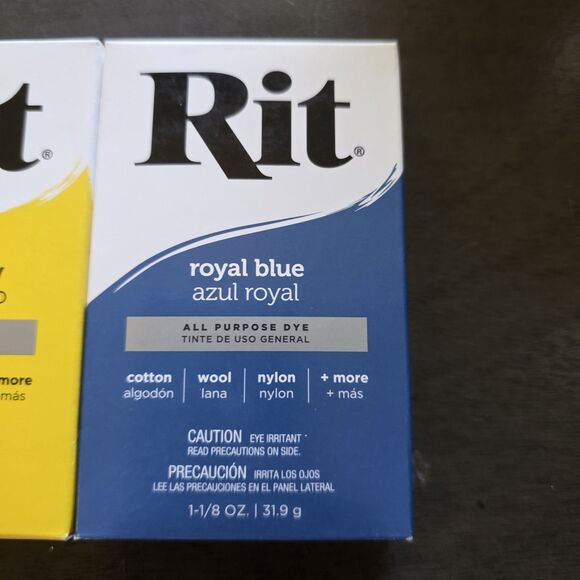 t®
more
más
Rit®
royal blue
azul royal
ALL PURPOSE DYE
TINTE DE USO GENERAL
cotton | wool | nylon | + more
algodón | lana | nylon | + más
CAUTION EYE IRRITANT
READ PRECAUTIONS ON SIDE.
PRECAUCIÓN IRRITA LOS OJOS
LEE LAS PRECAUCIONES EN EL PANEL LATERAL
1-1/8 OZ. | 31.9 g